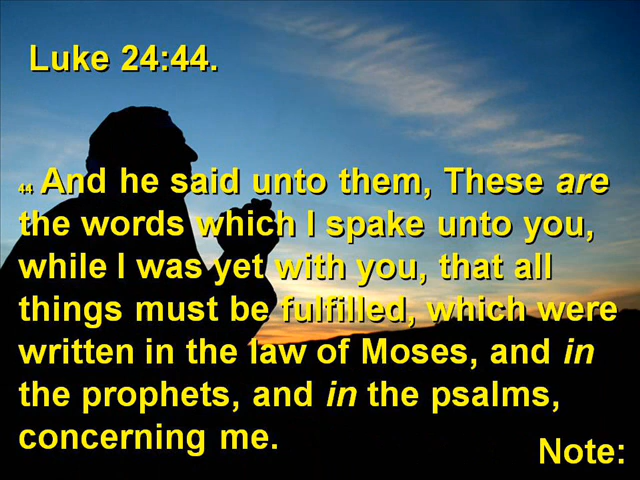 Luke 24:44.
44 And he said unto them, These are
the words which I spake unto you,
while I was yet with you, that all
things must be fulfilled, which were
written in the law of Moses, and in
the prophets, and in the psalms,
concerning me.
Note: